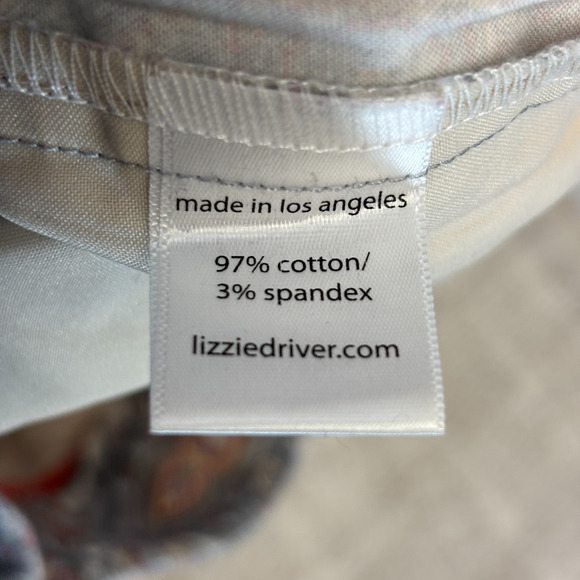 made in los angeles
97% cotton/
3% spandex
lizziedriver.com